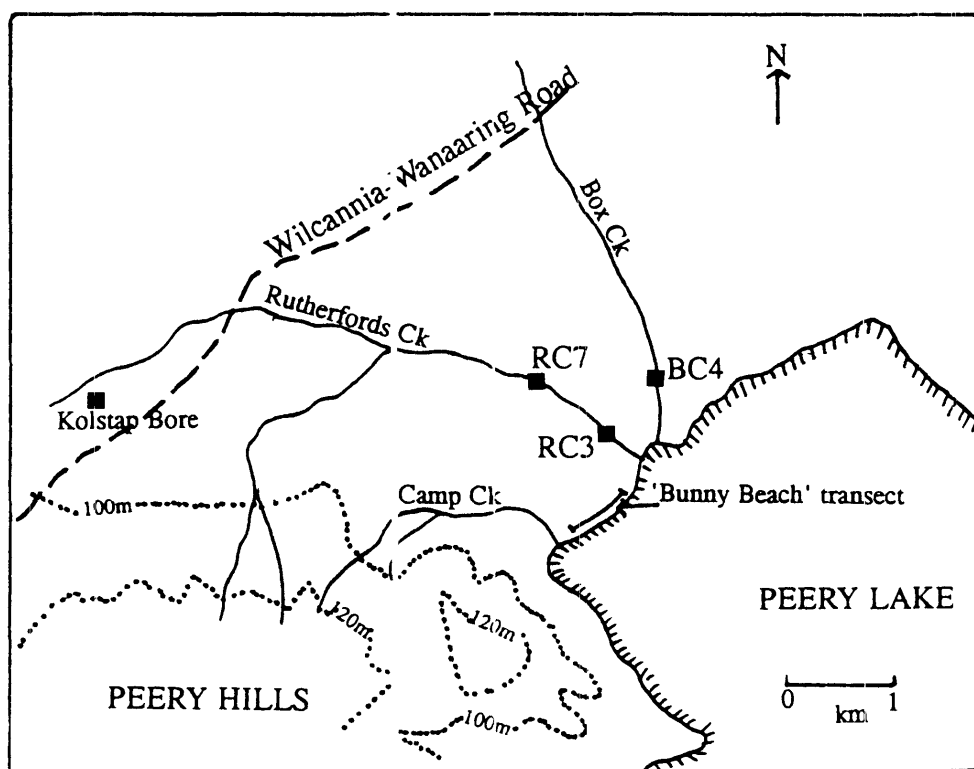 N
Wilcannia-Wanaaring Road
Box Ck
Rutherfords Ck
RC7
BC4
Kolstap Bore
RC3
100m
Camp Ck
'Bunny Beach' transect
120m
120m
PEERY LAKE
PEERY HILLS
100m
0 1
km